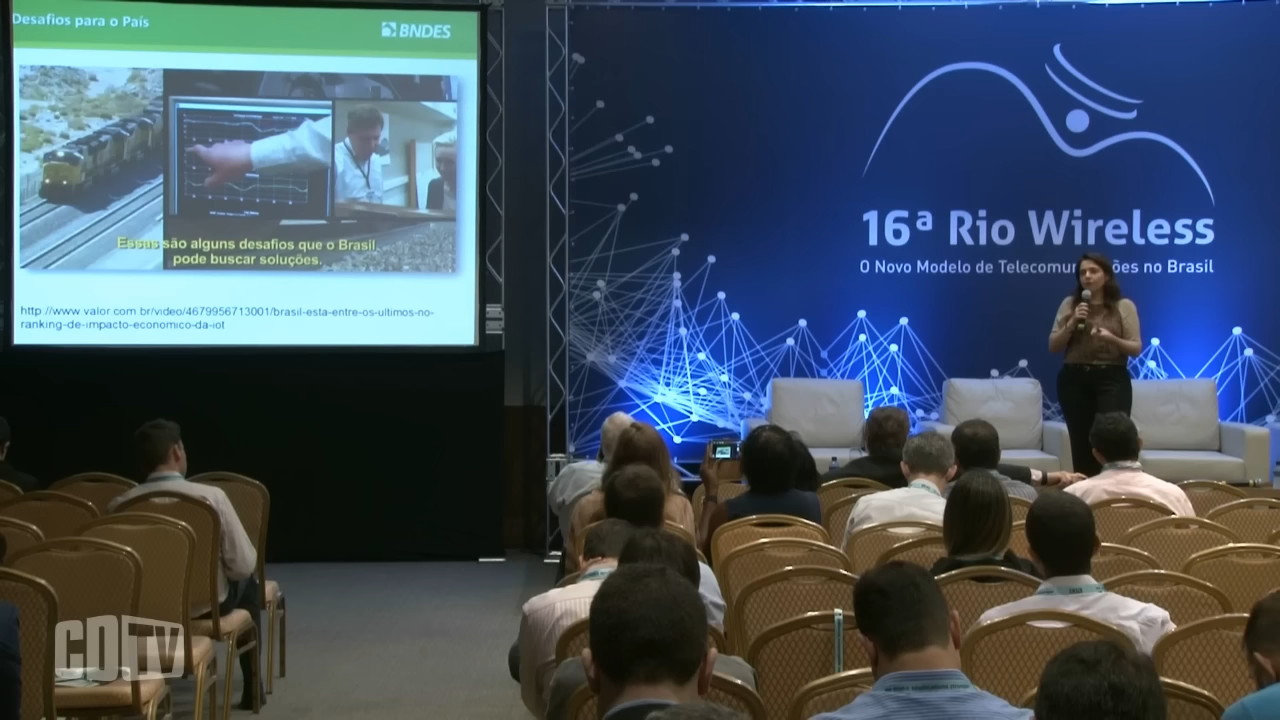 Desafios para o País
BNDES
Essas são alguns desafios que o Brasil
pode buscar soluções.
http://www.valor.com.br/video/4679956713001/brasil-esta-entre-os-ultimos-no-
ranking-de-impacto-economico-da-iot
16ª Rio Wireless
O Novo Modelo de Telecomunicações no Brasil
CDTV